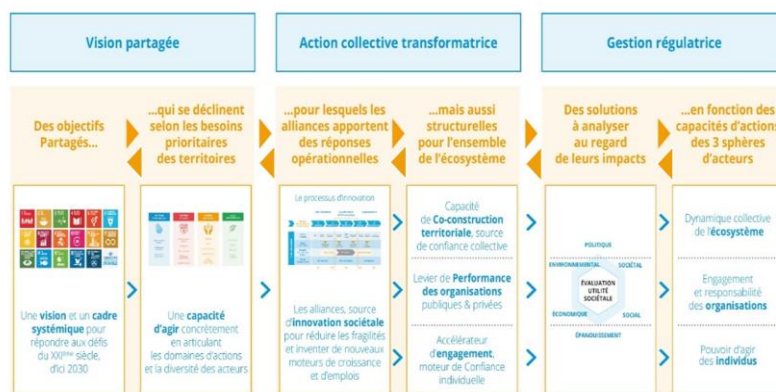 Vision partagée
Action collective transformatrice
Gestion régulatrice
Des objectifs
Partagés...
...qui se déclinent
selon les besoins
prioritaires
des territoires
...pour lesquels les
alliances apportent
des réponses
opérationnelles
...mais aussi
structurelles
pour l'ensemble
de l'écosystème
Des solutions
à analyser
au regard
de leurs impacts
...en fonction des
capacités d'action
des 3 sphères
d'acteurs
Une vision et un cadre
systémique pour
répondre aux défis
du XXIème siècle,
d'ici 2030
Une capacité
d'agir concrètement
en articulant
les domaines d'actions
et la diversité des acteurs
Le processus d'innovation
Les alliances, source
d'innovation sociétale
pour réduire les fragilités
et inventer de nouveaux
moteurs de croissance
et d'emplois
Capacité
de Co-construction
territoriale, source
de confiance collective
Levier de Performance
des organisations
publiques & privées
Accélérateur
d'engagement,
moteur de Confiance
individuelle
POLITIQUE
ENVIRONNEMENTAL
SOCIÉTAL
ÉVALUATION
UTILITÉ
SOCIÉTALE
ÉCONOMIQUE
SOCIAL
ÉPANOUISSEMENT
Dynamique collective
de l'écosystème
Engagement
et responsabilité
des organisations
Pouvoir d'agir
des individus